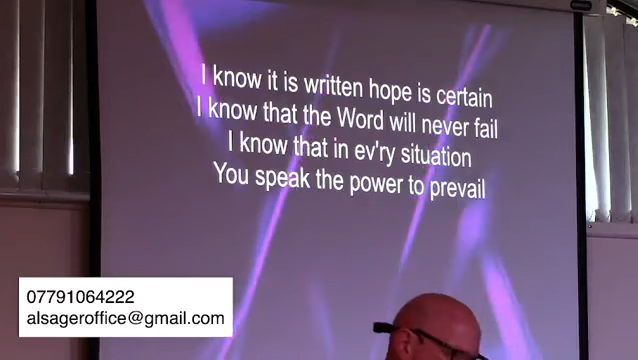 I know it is written hope is certain
I know that the Word will never fail
I know that in ev'ry situation
You speak the power to prevail
07791064222
alsageroffice@gmail.com